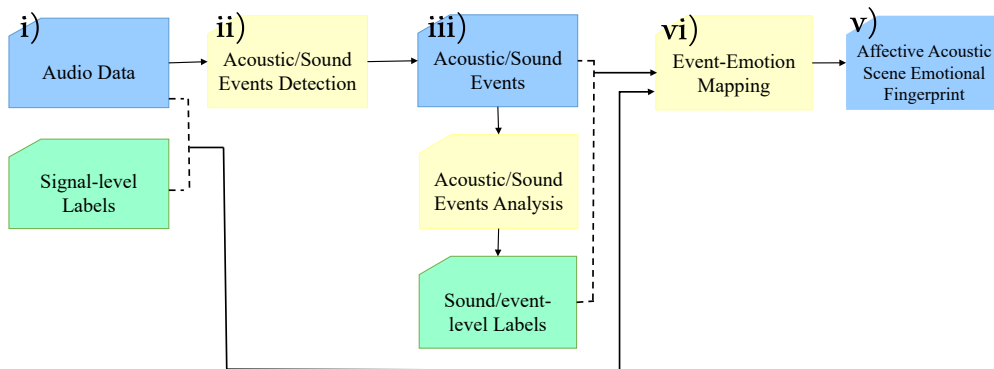 i)
Audio Data
Signal-level
Labels
ii)
Acoustic/Sound
Events Detection
iii)
Acoustic/Sound
Events
Acoustic/Sound
Events Analysis
Sound/event-
level Labels
vi)
Event-Emotion
Mapping
v)
Affective Acoustic
Scene Emotional
Fingerprint